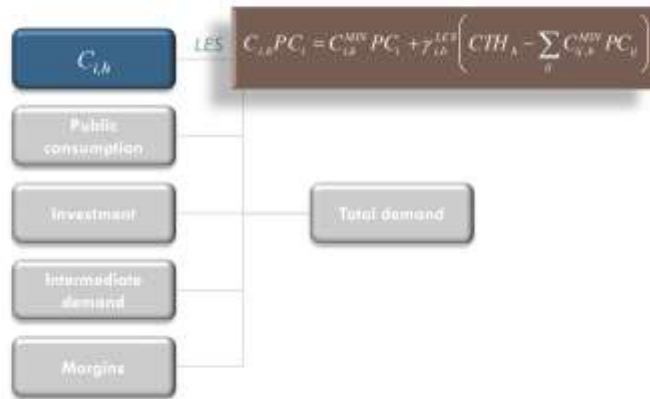 C_{i,h}
LES
C_{i,h} PC_i = C_{i,h}^{MIN} PC_i + γ_{i,h}^{LES} ( CTH_h − ∑_{ij} C_{ij,h}^{MIN} PC_{ij} )
Public
consumption
Investment
Total demand
Intermediate
demand
Margins